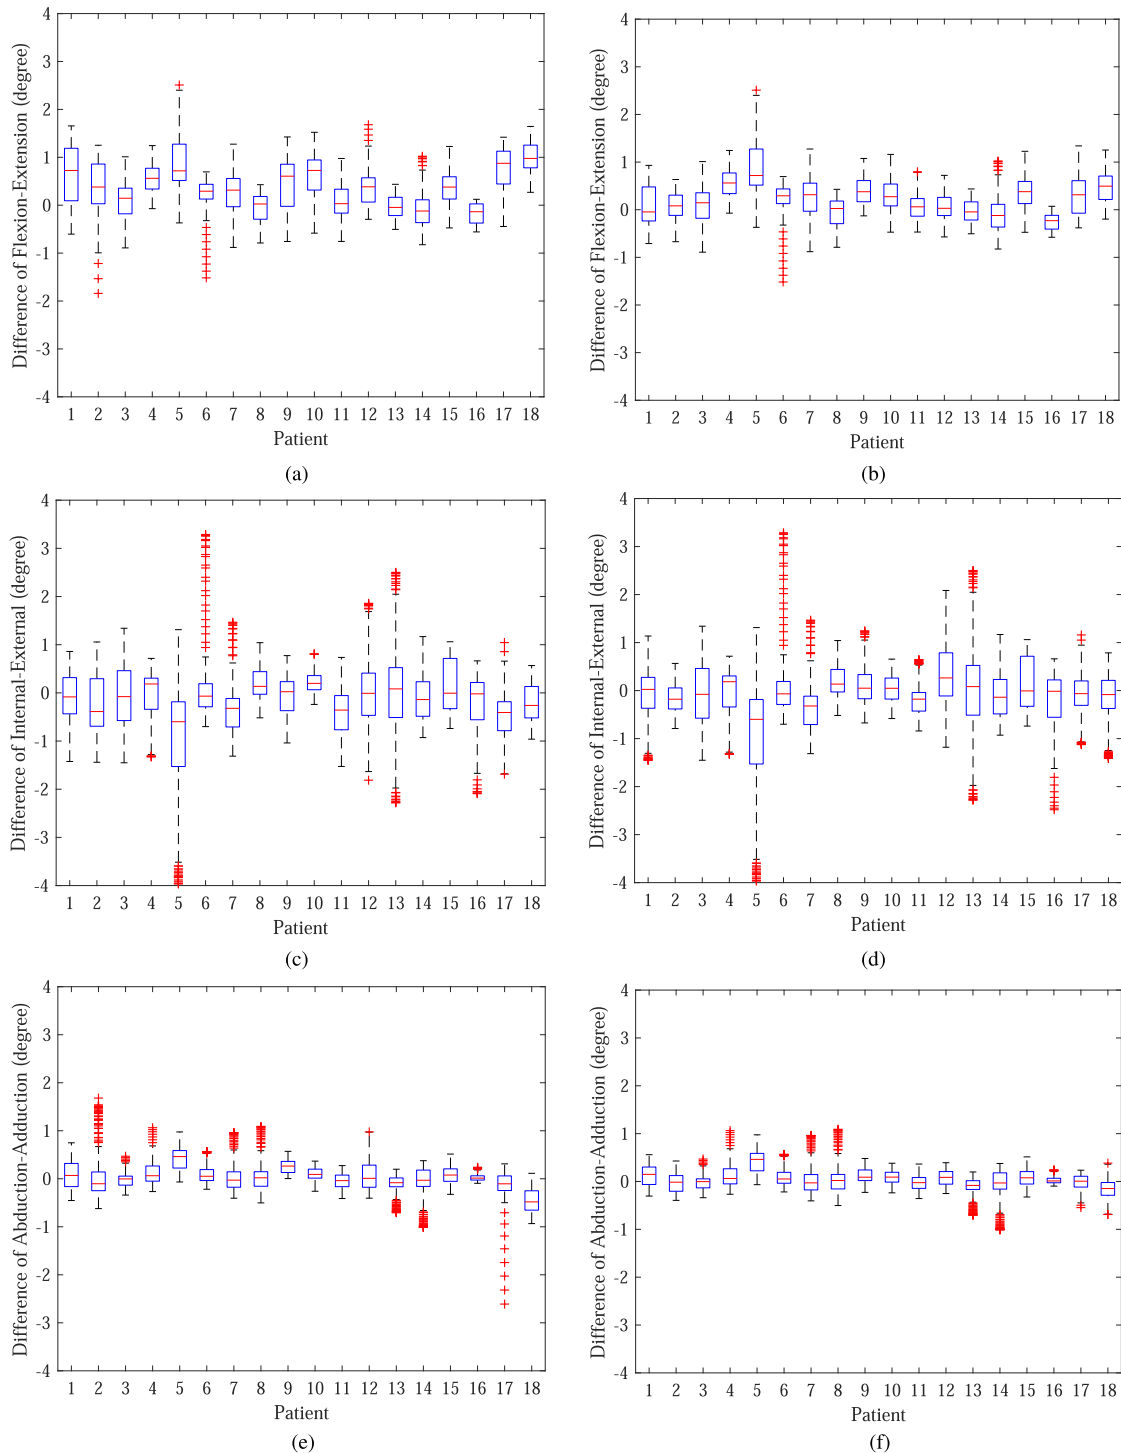 4
3
2
1
0
-1
-2
-3
-4
Difference of Flexion-Extension (degree)
1 2 3 4 5 6 7 8 9 10 11 12 13 14 15 16 17 18
Patient
(a)
4
3
2
1
0
-1
-2
-3
-4
Difference of Flexion-Extension (degree)
1 2 3 4 5 6 7 8 9 10 11 12 13 14 15 16 17 18
Patient
(b)
4
3
2
1
0
-1
-2
-3
-4
Difference of Internal-External (degree)
1 2 3 4 5 6 7 8 9 10 11 12 13 14 15 16 17 18
Patient
(c)
4
3
2
1
0
-1
-2
-3
-4
Difference of Internal-External (degree)
1 2 3 4 5 6 7 8 9 10 11 12 13 14 15 16 17 18
Patient
(d)
4
3
2
1
0
-1
-2
-3
-4
Difference of Abduction-Adduction (degree)
1 2 3 4 5 6 7 8 9 10 11 12 13 14 15 16 17 18
Patient
(e)
4
3
2
1
0
-1
-2
-3
-4
Difference of Abduction-Adduction (degree)
1 2 3 4 5 6 7 8 9 10 11 12 13 14 15 16 17 18
Patient
(f)